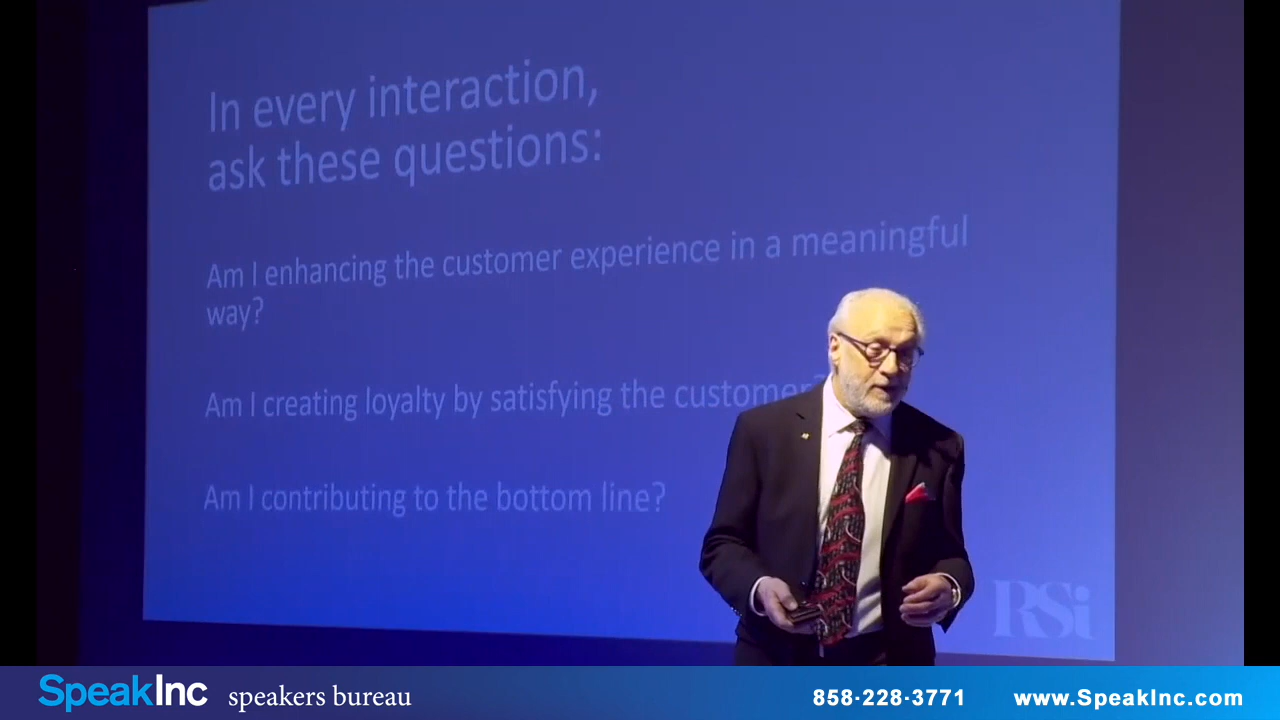 In every interaction,
ask these questions:
Am I enhancing the customer experience in a meaningful
way?
Am I creating loyalty by satisfying the customer?
Am I contributing to the bottom line?
RSi
SpeakInc speakers bureau
858·228·3771 www.SpeakInc.com